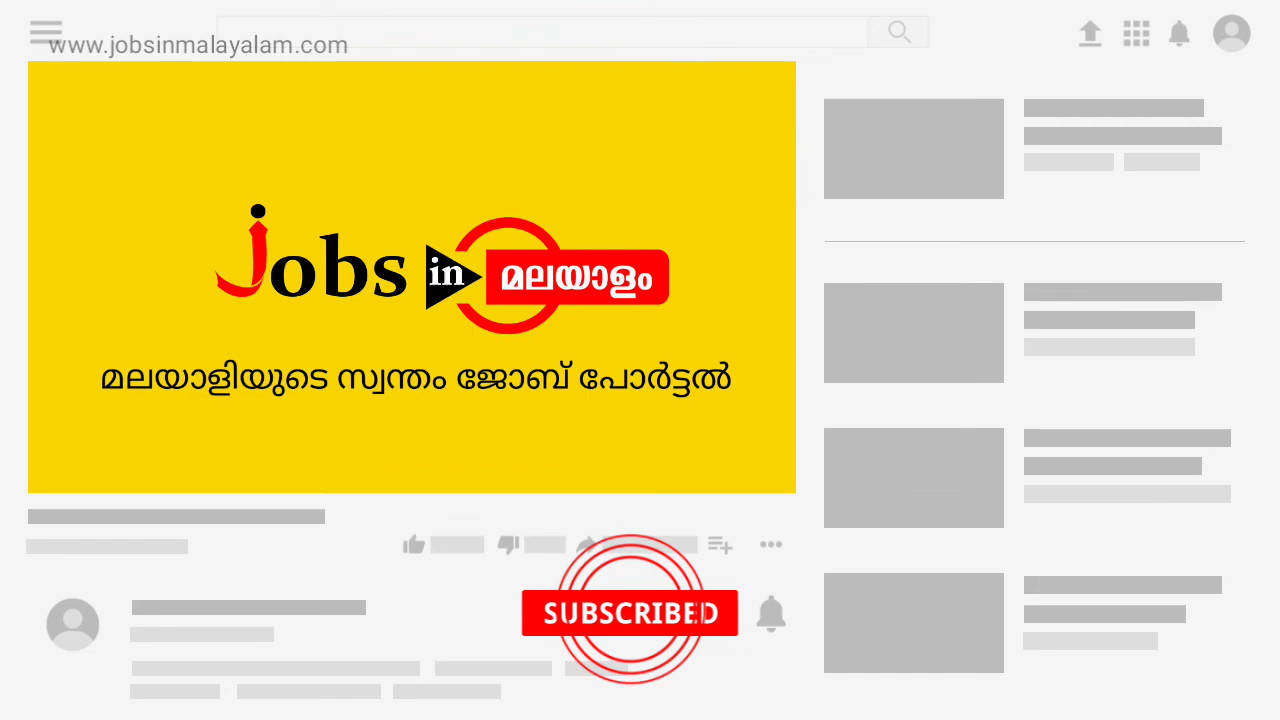 www.jobsinmalayalam.com
jobs in മലയാളം
മലയാളിയുടെ സ്വന്തം ജോബ് പോർട്ടൽ
SUBSCRIBED